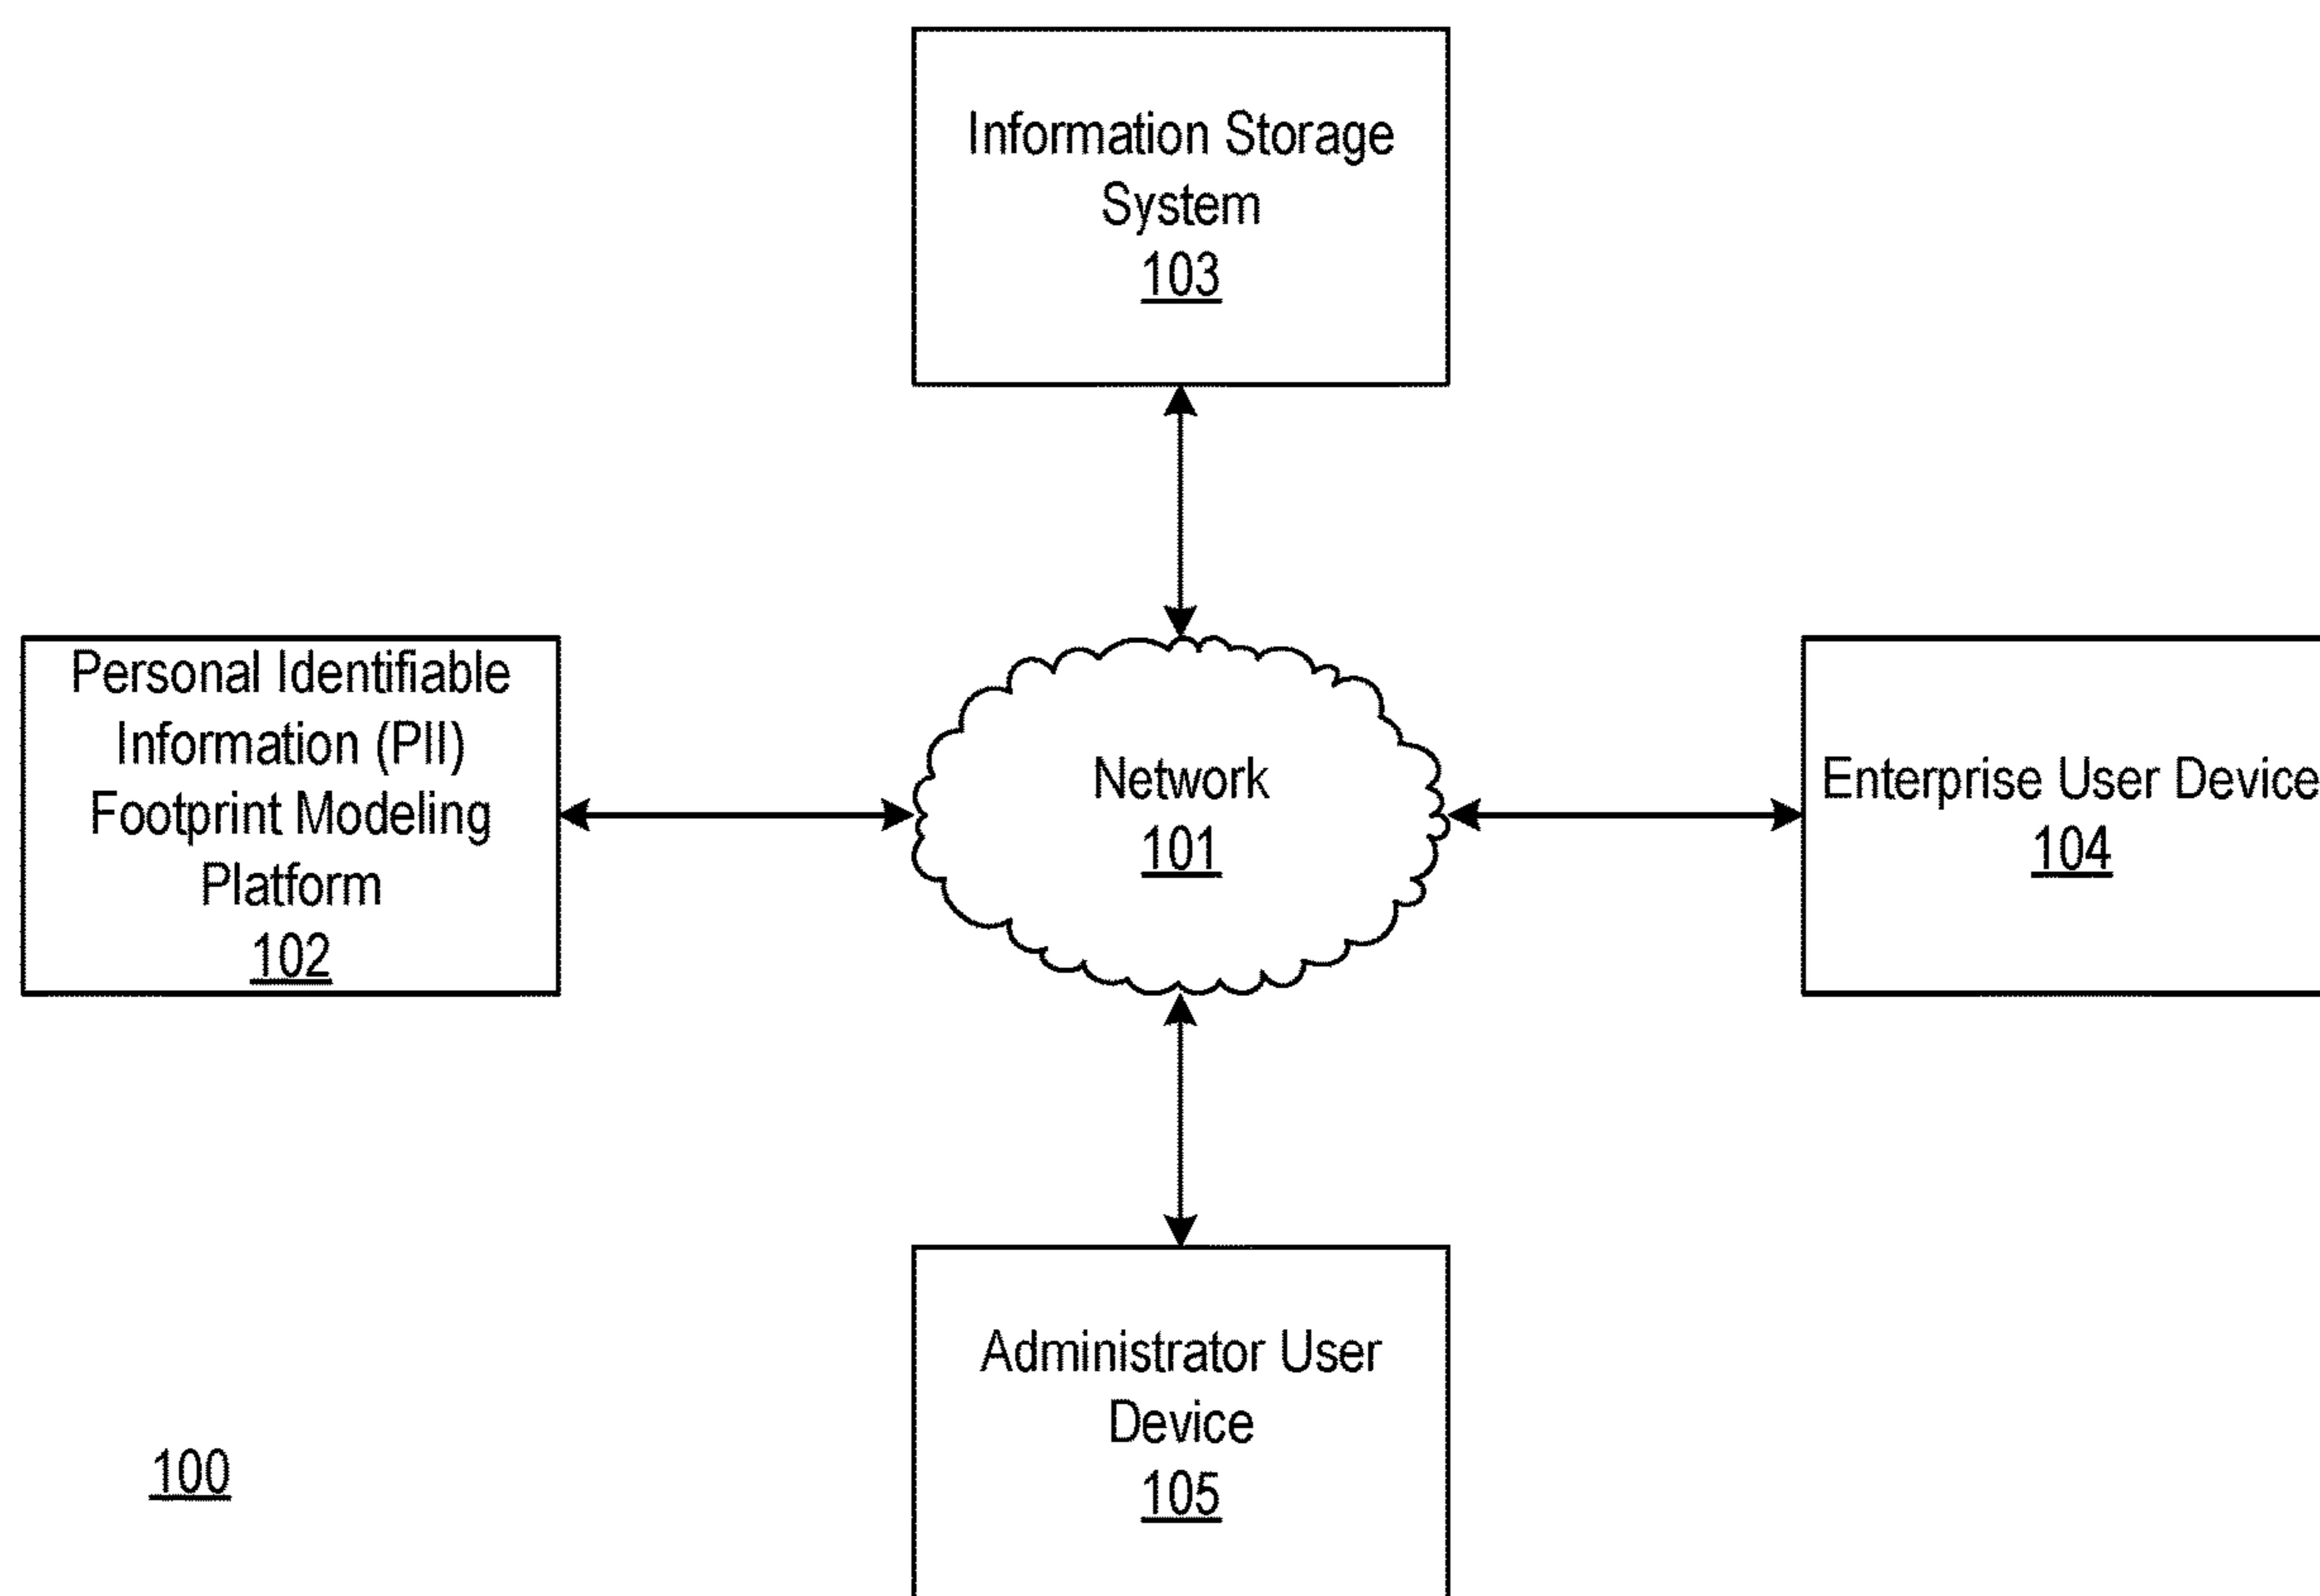 Information Storage
System
103
Personal Identifiable
Information (PII)
Footprint Modeling
Platform
102
Network
101
Enterprise User Device
104
Administrator User
Device
105
100